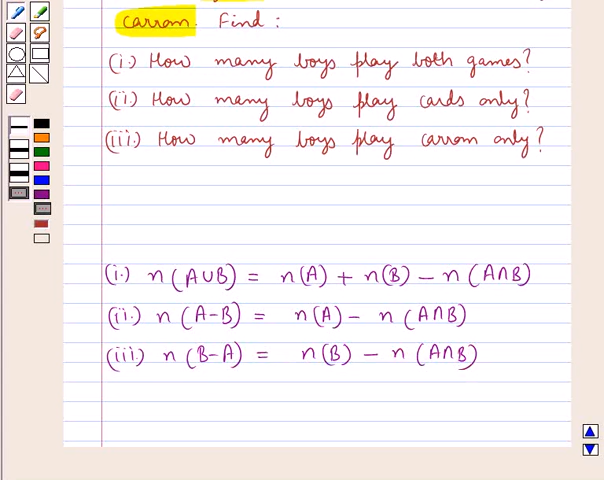 carrom. Find :
(i.) How many boys play both games?
(ii.) How many boys play cards only?
(iii.) How many boys play carrom only?
(i.) n(A∪B) = n(A) + n(B) - n(A∩B)
(ii.) n(A-B) = n(A) - n(A∩B)
(iii.) n(B-A) = n(B) - n(A∩B)